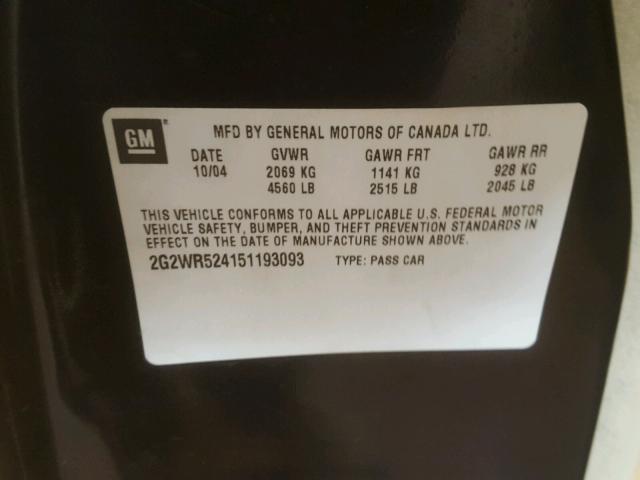 GM® MFD BY GENERAL MOTORS OF CANADA LTD.
DATE GVWR GAWR FRT GAWR RR
10/04 2069 KG 1141 KG 928 KG
4560 LB 2515 LB 2045 LB
THIS VEHICLE CONFORMS TO ALL APPLICABLE U.S. FEDERAL MOTOR
VEHICLE SAFETY, BUMPER, AND THEFT PREVENTION STANDARDS IN
EFFECT ON THE DATE OF MANUFACTURE SHOWN ABOVE.
2G2WR524151193093 TYPE: PASS CAR